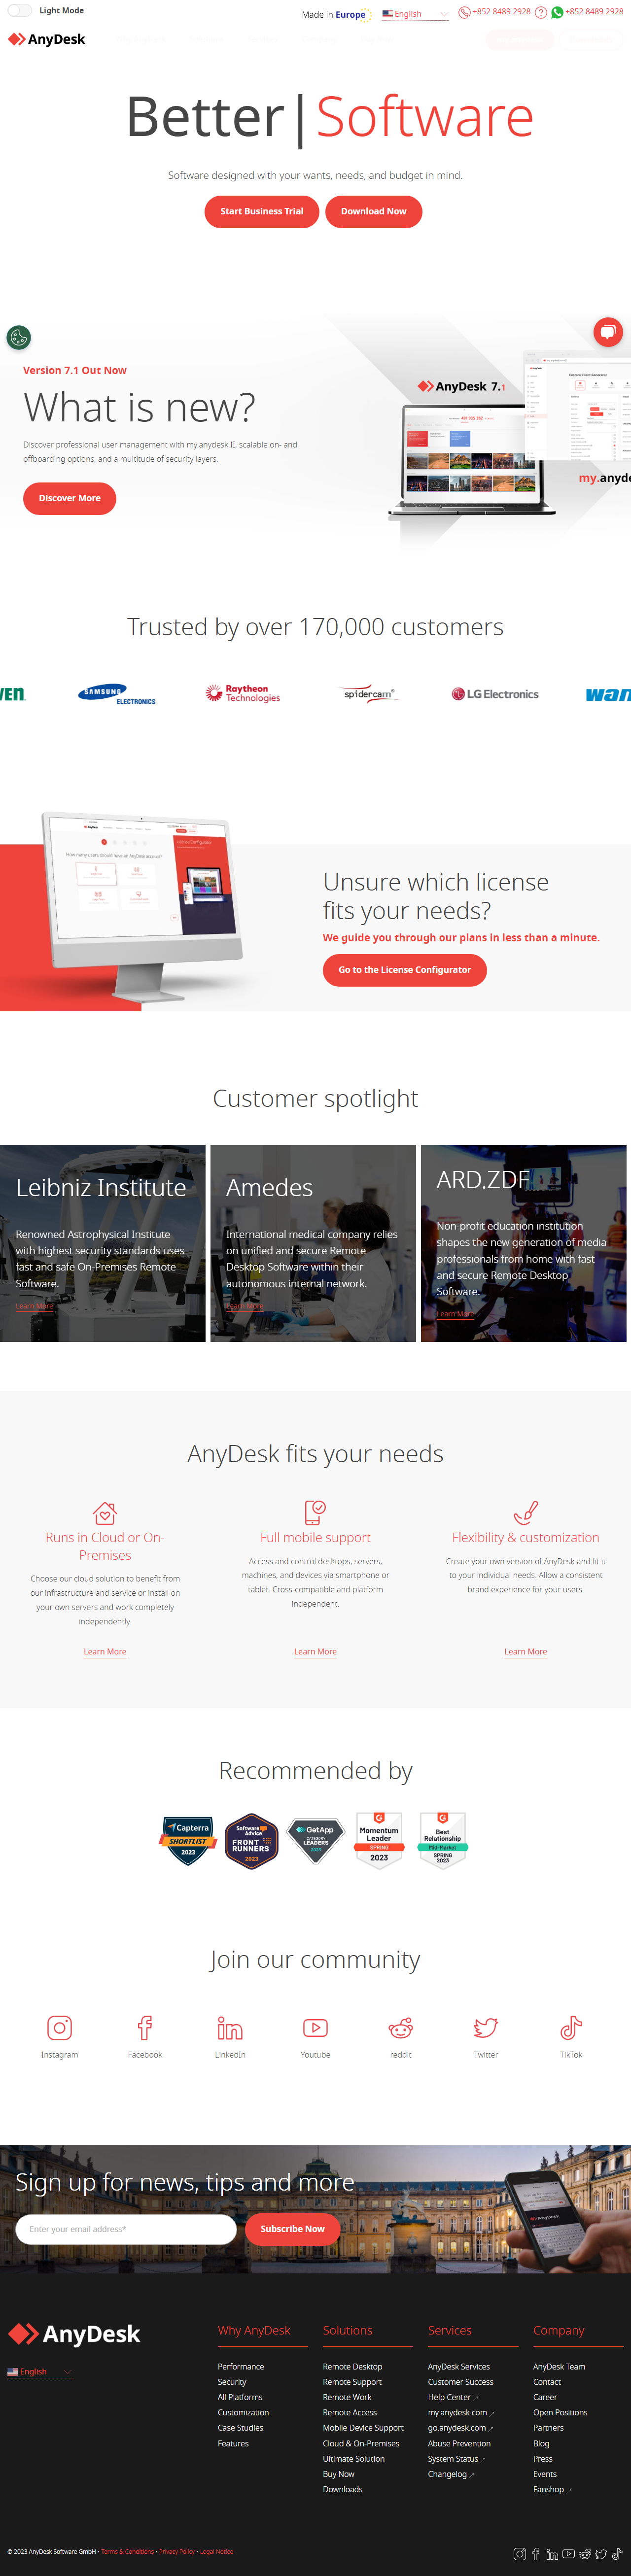 Light Mode
Made in Europe
English
+852 8489 2928
+852 8489 2928
AnyDesk
Better|Software
Software designed with your wants, needs, and budget in mind.
Start Business Trial
Download Now
Version 7.1 Out Now
What is new?
Discover professional user management with my.anydesk II, scalable on- and
offboarding options, and a multitude of security layers.
Discover More
AnyDesk 7.1
my.anyde
Trusted by over 170,000 customers
VEN
SAMSUNG
ELECTRONICS
Raytheon
Technologies
spidercam®
LG Electronics
wan
How many users should have an AnyDesk account?
Unsure which license
fits your needs?
We guide you through our plans in less than a minute.
Go to the License Configurator
Customer spotlight
Leibniz Institute
Renowned Astrophysical Institute
with highest security standards uses
fast and safe On-Premises Remote
Software.
Learn More
Amedes
International medical company relies
on unified and secure Remote
Desktop Software within their
autonomous internal network.
Learn More
ARD.ZDF
Non-profit education institution
shapes the new generation of media
professionals from home with fast
and secure Remote Desktop
Software.
Learn More
AnyDesk fits your needs
Runs in Cloud or On-
Premises
Choose our cloud solution to benefit from
our infrastructure and service or install on
your own servers and work completely
independently.
Learn More
Full mobile support
Access and control desktops, servers,
machines, and devices via smartphone or
tablet. Cross-compatible and platform
independent.
Learn More
Flexibility & customization
Create your own version of AnyDesk and fit it
to your individual needs. Allow a consistent
brand experience for your users.
Learn More
Recommended by
Capterra
SHORTLIST
2023
Software
Advice
FRONT
RUNNERS
2023
GetApp
CATEGORY
LEADERS
2023
Momentum
Leader
SPRING
2023
Best
Relationship
Mid-Market
SPRING
2023
Join our community
Instagram
Facebook
LinkedIn
Youtube
reddit
Twitter
TikTok
Sign up for news, tips and more
Enter your email address*
Subscribe Now
AnyDesk
AnyDesk
English
Why AnyDesk
Performance
Security
All Platforms
Customization
Case Studies
Features
Solutions
Remote Desktop
Remote Support
Remote Work
Remote Access
Mobile Device Support
Cloud & On-Premises
Ultimate Solution
Buy Now
Downloads
Services
AnyDesk Services
Customer Success
Help Center
my.anydesk.com
go.anydesk.com
Abuse Prevention
System Status
Changelog
Company
AnyDesk Team
Contact
Career
Open Positions
Partners
Blog
Press
Events
Fanshop
© 2023 AnyDesk Software GmbH • Terms & Conditions • Privacy Policy • Legal Notice